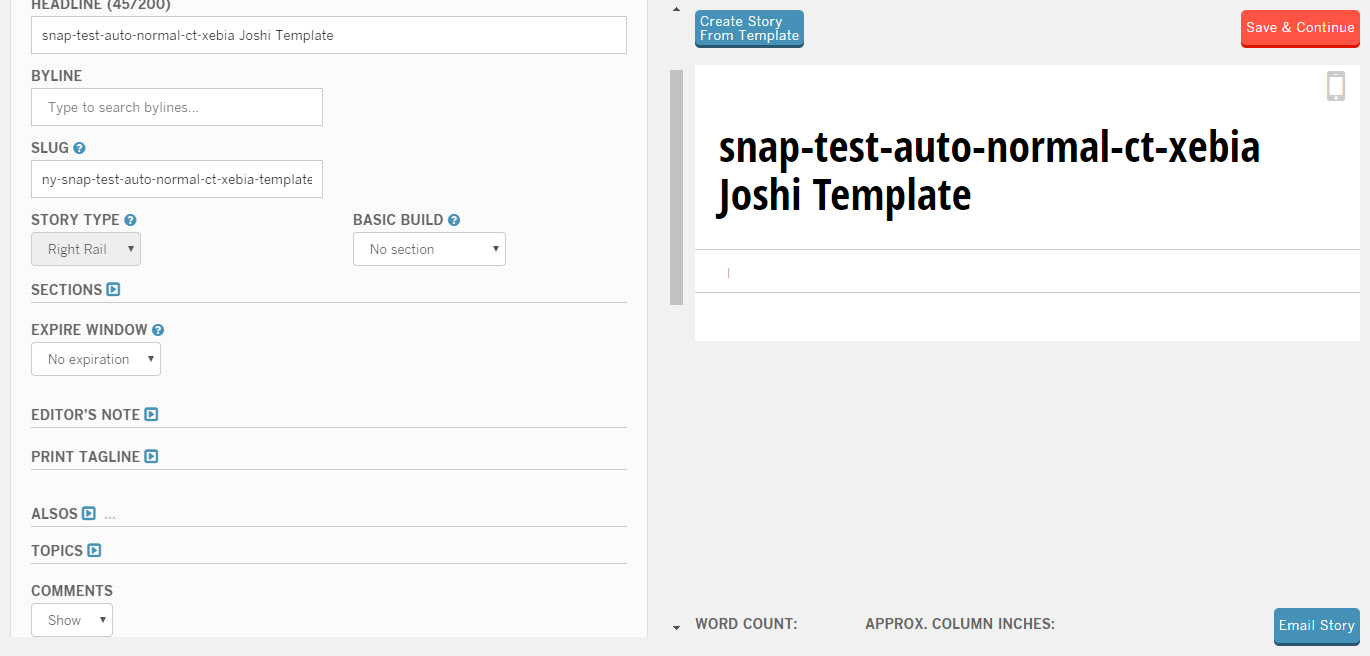 HEADLINE (45/200)
snap-test-auto-normal-ct-xebia Joshi Template
BYLINE
Type to search bylines...
SLUG ?
ny-snap-test-auto-normal-ct-xebia-template
STORY TYPE ?
BASIC BUILD ?
Right Rail
No section
SECTIONS
EXPIRE WINDOW ?
No expiration
EDITOR'S NOTE
PRINT TAGLINE
ALSOS ...
TOPICS
COMMENTS
Show
Create Story
From Template
Save & Continue
snap-test-auto-normal-ct-xebia
Joshi Template
WORD COUNT:
APPROX. COLUMN INCHES:
Email Story